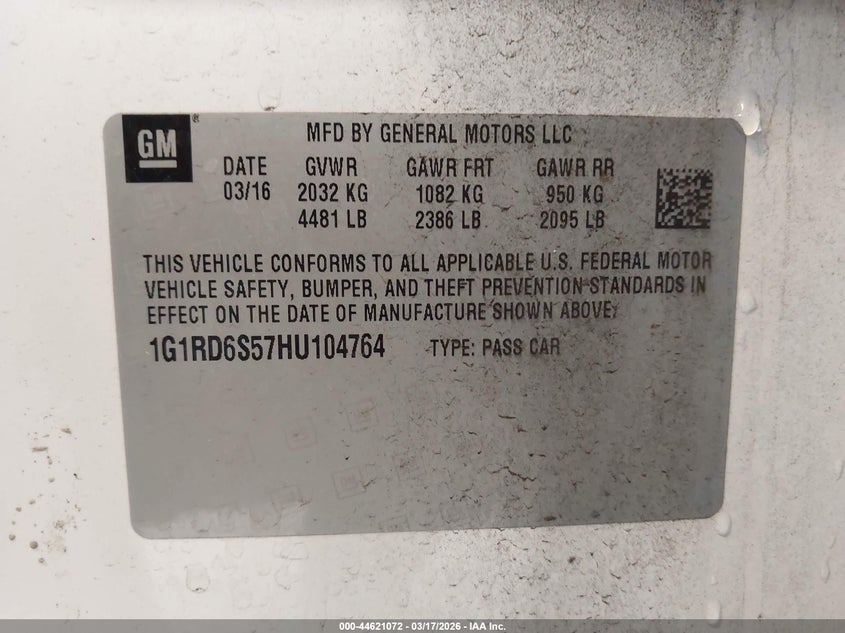 GM ®
MFD BY GENERAL MOTORS LLC
DATE GVWR GAWR FRT GAWR RR
03/16 2032 KG 1082 KG 950 KG
4481 LB 2386 LB 2095 LB
THIS VEHICLE CONFORMS TO ALL APPLICABLE U.S. FEDERAL MOTOR
VEHICLE SAFETY, BUMPER, AND THEFT PREVENTION STANDARDS IN
EFFECT ON THE DATE OF MANUFACTURE SHOWN ABOVE.
1G1RD6S57HU104764 TYPE: PASS CAR
000-44621072 — 03/17/2026 — IAA Inc.